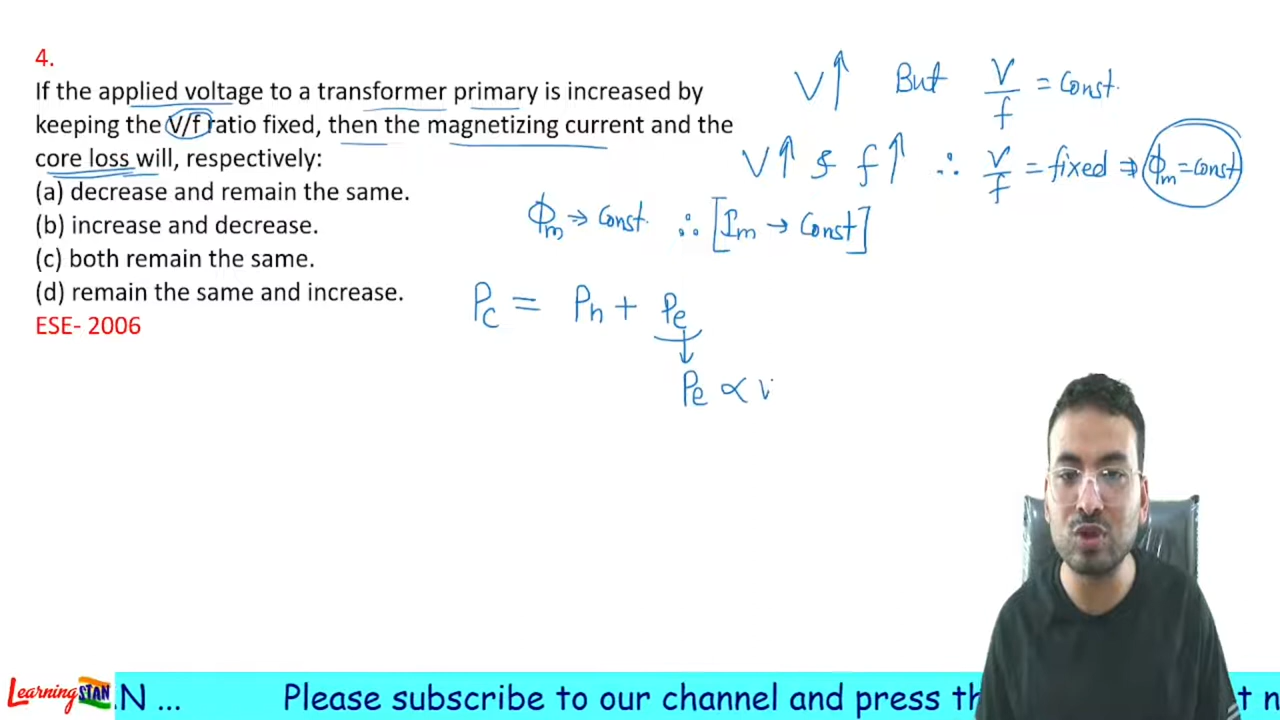 4.
If the applied voltage to a transformer primary is increased by
keeping the V/f ratio fixed, then the magnetizing current and the
core loss will, respectively:
(a) decrease and remain the same.
(b) increase and decrease.
(c) both remain the same.
(d) remain the same and increase.
ESE- 2006
V↑ But V/f = Const.
V↑ & f↑ ∴ V/f = fixed ⇒ ϕm = const
ϕm → Const. ∴ [Im → Const]
Pc = Ph + Pe
↓
Pe ∝ V
Learning STAN
N ... Please subscribe to our channel and press th t n